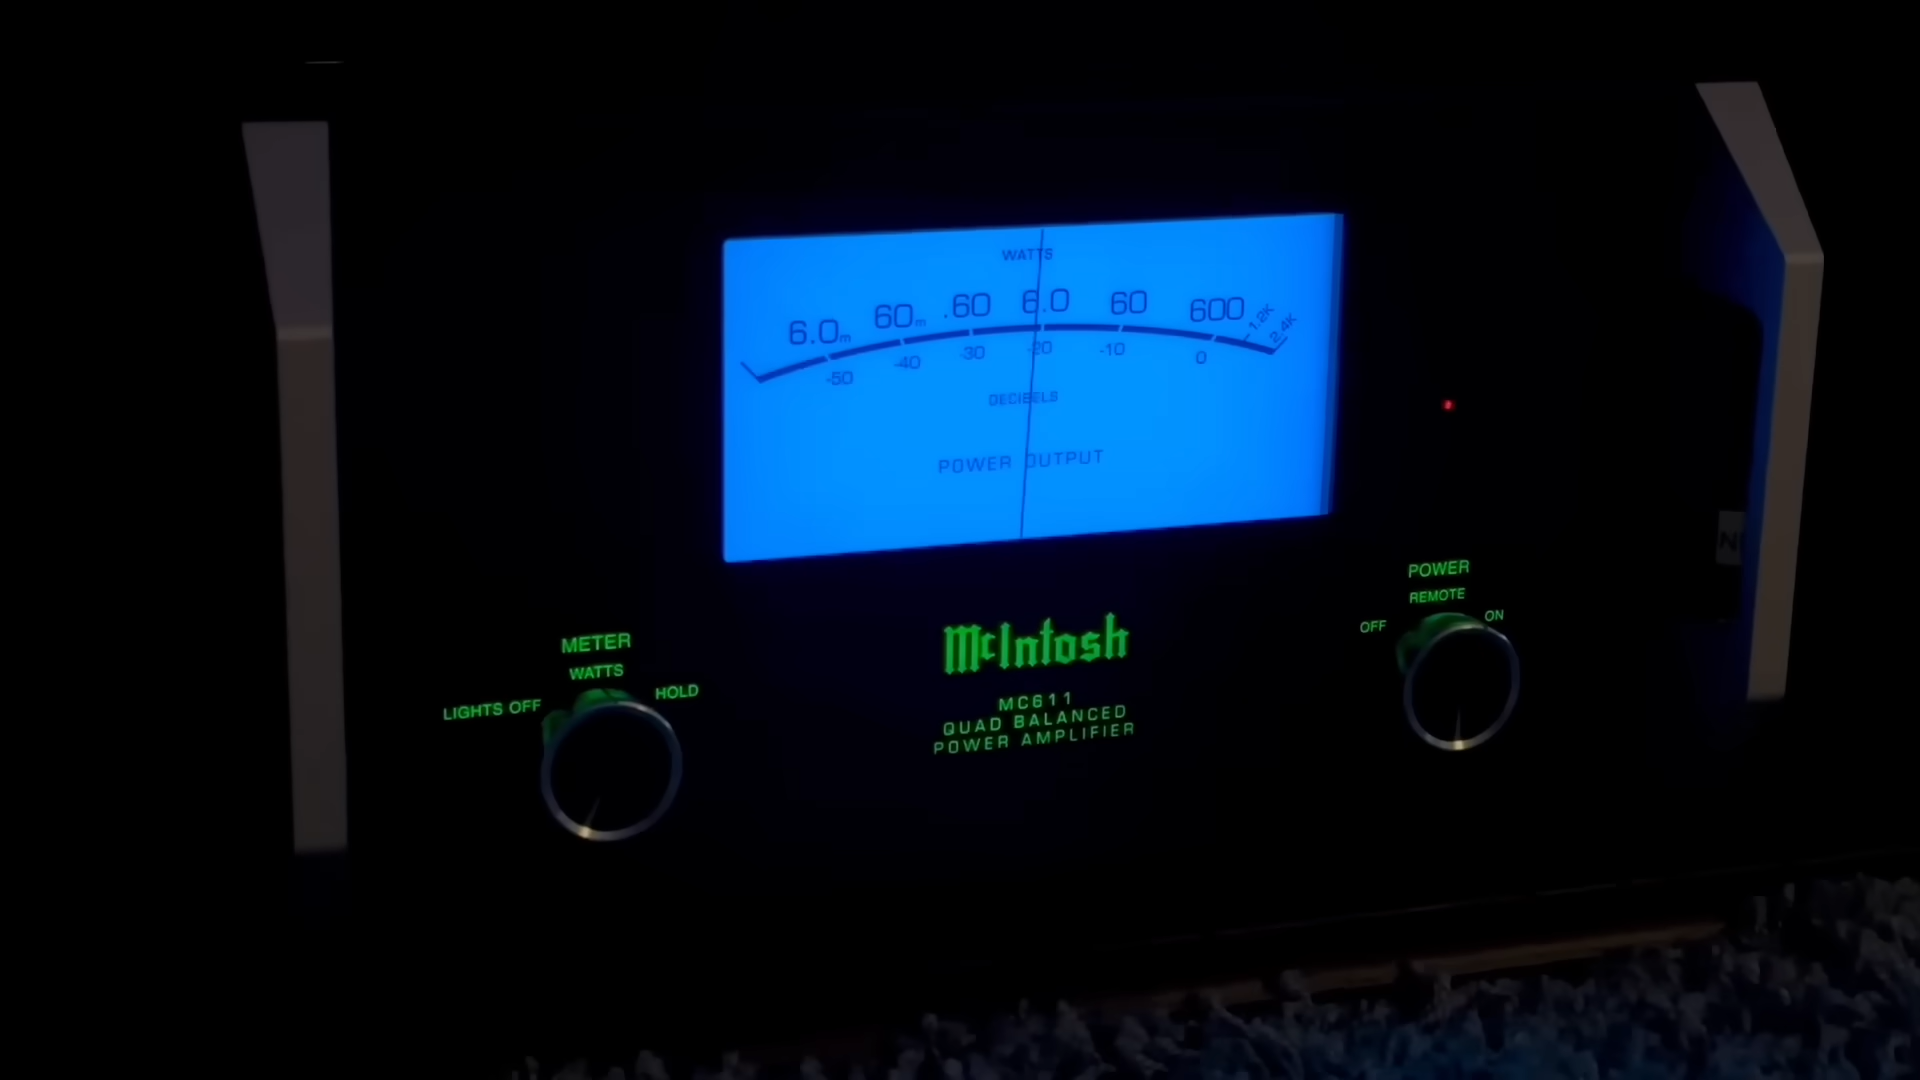 WATTS
6.0m 60m .60 6.0 60 600 1.2K 2.4K
-50 -40 -30 -20 -10 0
DECIBELS
POWER OUTPUT
POWER
REMOTE
OFF ON
METER
WATTS
LIGHTS OFF HOLD
McIntosh
MC611
QUAD BALANCED
POWER AMPLIFIER